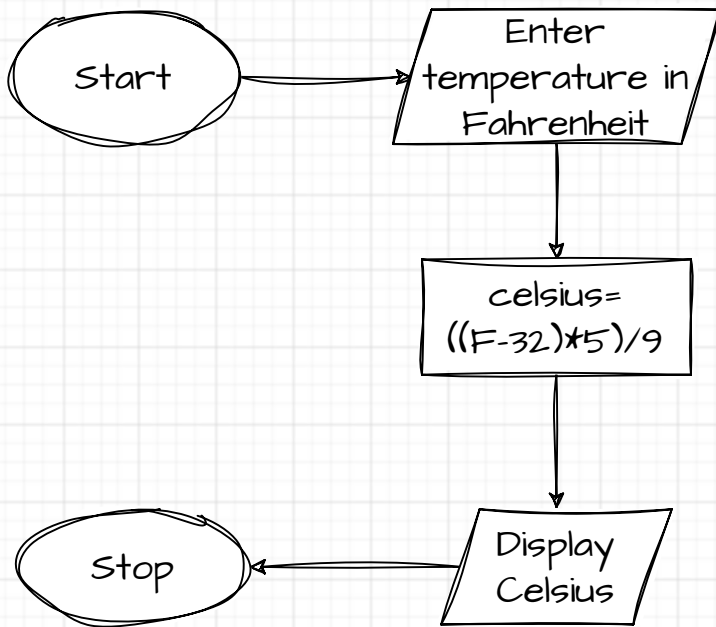 Start
Enter
temperature in
Fahrenheit
celsius=
((F-32)*5)/9
Display
Celsius
Stop